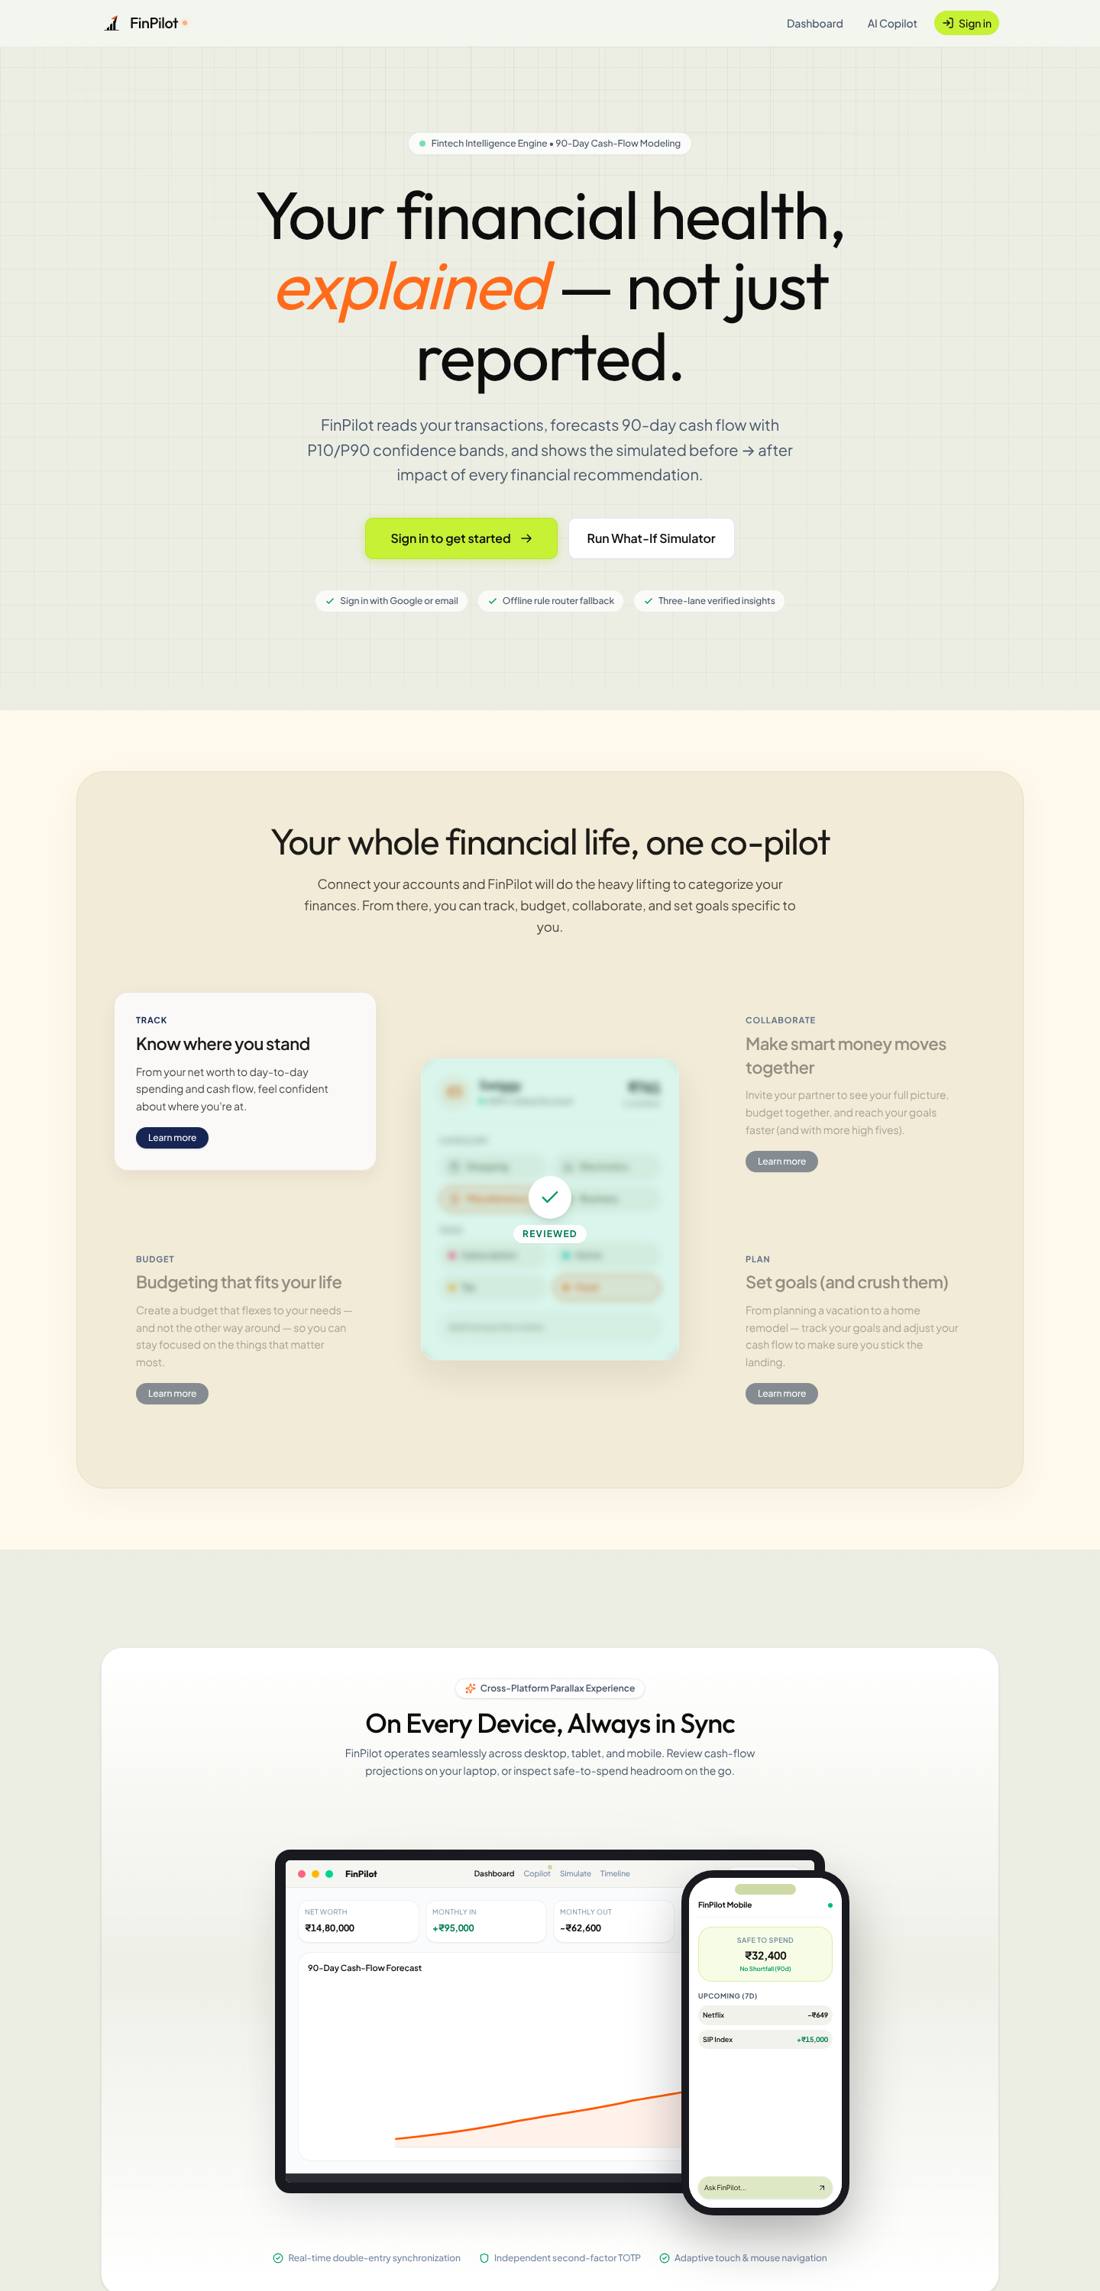 FinPilot
Dashboard
AI Copilot
Sign in
Fintech Intelligence Engine • 90-Day Cash-Flow Modeling
Your financial health,
explained — not just
reported.
FinPilot reads your transactions, forecasts 90-day cash flow with
P10/P90 confidence bands, and shows the simulated before → after
impact of every financial recommendation.
Sign in to get started →
Run What-If Simulator
Sign in with Google or email
Offline rule router fallback
Three-lane verified insights
Your whole financial life, one co-pilot
Connect your accounts and FinPilot will do the heavy lifting to categorize your
finances. From there, you can track, budget, collaborate, and set goals specific to
you.
TRACK
Know where you stand
From your net worth to day-to-day
spending and cash flow, feel confident
about where you're at.
Learn more
BUDGET
Budgeting that fits your life
Create a budget that flexes to your needs —
and not the other way around — so you can
stay focused on the things that matter
most.
Learn more
REVIEWED
COLLABORATE
Make smart money moves
together
Invite your partner to see your full picture,
budget together, and reach your goals
faster (and with more high fives).
Learn more
PLAN
Set goals (and crush them)
From planning a vacation to a home
remodel — track your goals and adjust your
cash flow to make sure you stick the
landing.
Learn more
Cross-Platform Parallax Experience
On Every Device, Always in Sync
FinPilot operates seamlessly across desktop, tablet, and mobile. Review cash-flow
projections on your laptop, or inspect safe-to-spend headroom on the go.
FinPilot
Dashboard
Copilot
Simulate
Timeline
NET WORTH
₹14,80,000
MONTHLY IN
+₹95,000
MONTHLY OUT
-₹62,600
90-Day Cash-Flow Forecast
FinPilot Mobile
SAFE TO SPEND
₹32,400
No Shortfall (90d)
UPCOMING (7D)
Netflix
-₹649
SIP Index
+₹15,000
Ask FinPilot...
Real-time double-entry synchronization
Independent second-factor TOTP
Adaptive touch & mouse navigation